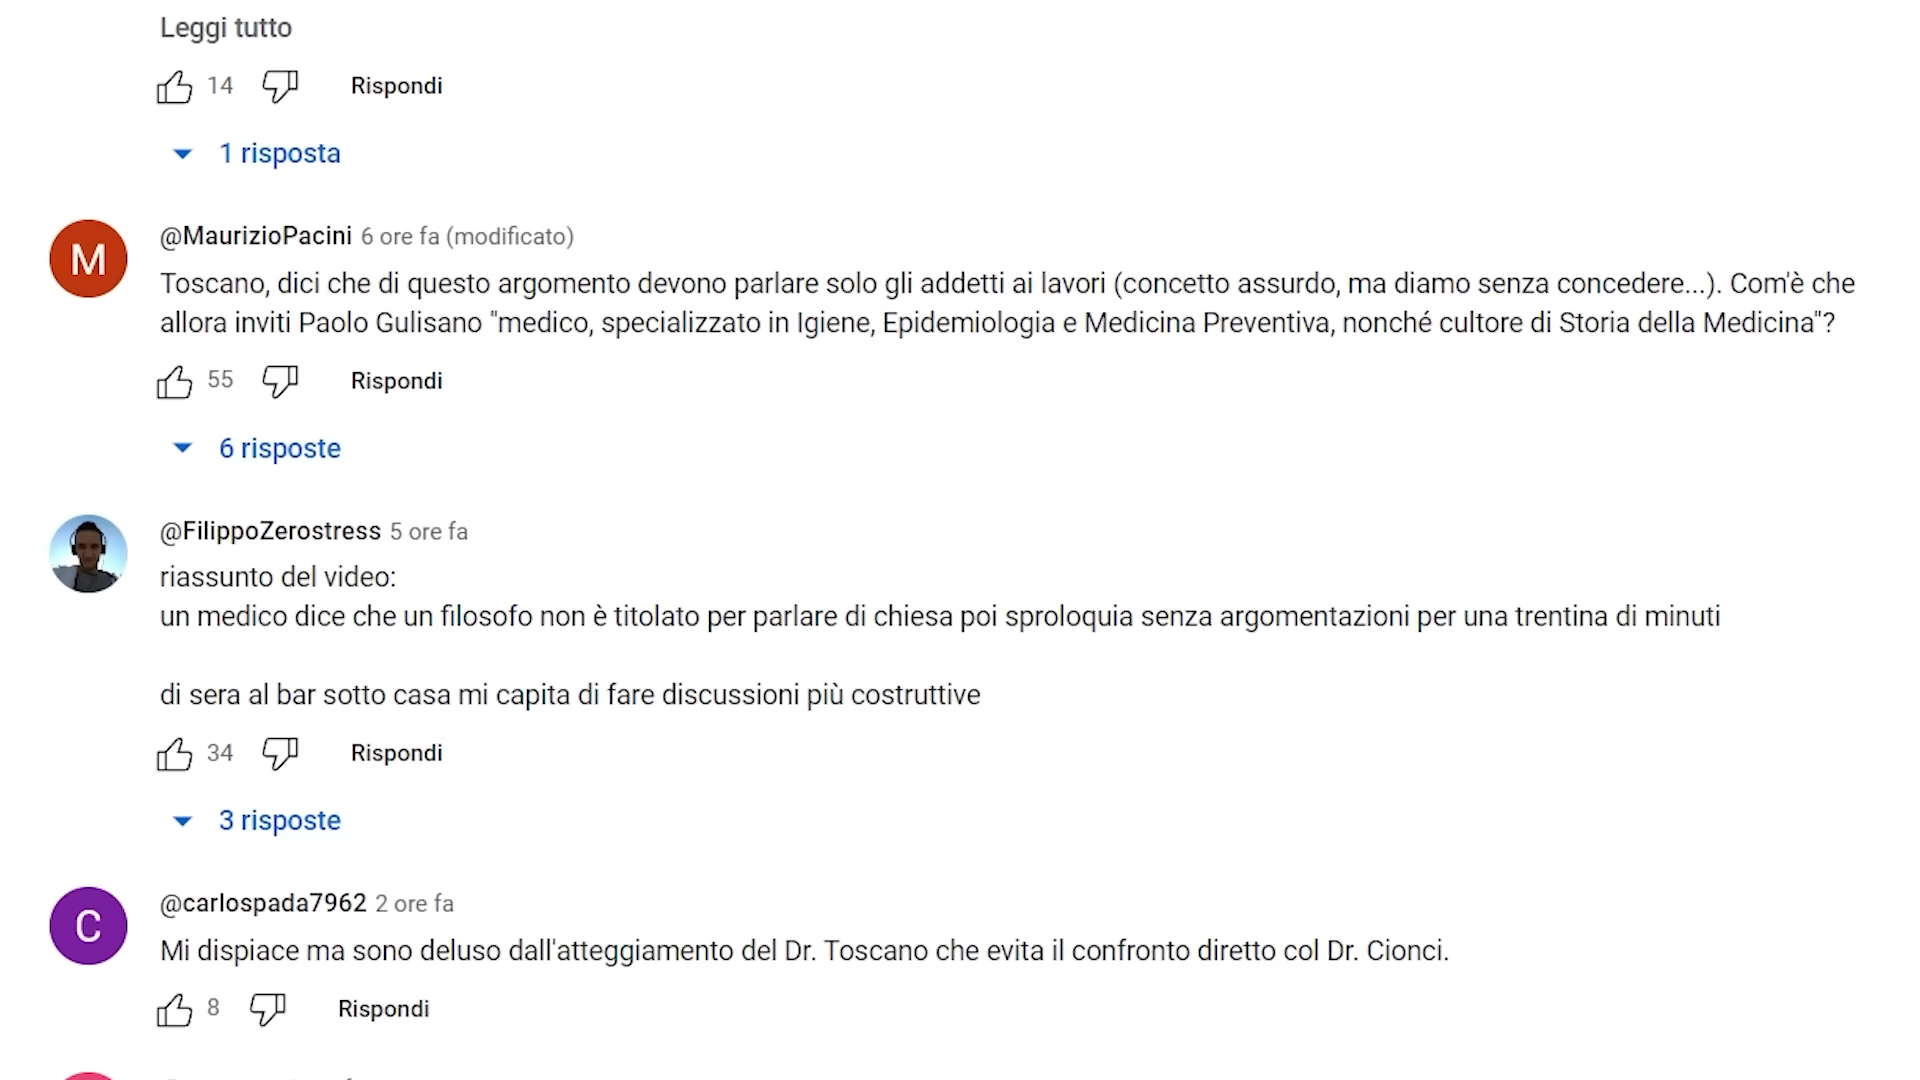 Leggi tutto
14 Rispondi
1 risposta
M
@MaurizioPacini 6 ore fa (modificato)
Toscano, dici che di questo argomento devono parlare solo gli addetti ai lavori (concetto assurdo, ma diamo senza concedere...). Com'è che
allora inviti Paolo Gulisano "medico, specializzato in Igiene, Epidemiologia e Medicina Preventiva, nonché cultore di Storia della Medicina"?
55 Rispondi
6 risposte
@FilippoZerostress 5 ore fa
riassunto del video:
un medico dice che un filosofo non è titolato per parlare di chiesa poi sproloquia senza argomentazioni per una trentina di minuti
di sera al bar sotto casa mi capita di fare discussioni più costruttive
34 Rispondi
3 risposte
C
@carlospada7962 2 ore fa
Mi dispiace ma sono deluso dall'atteggiamento del Dr. Toscano che evita il confronto diretto col Dr. Cionci.
8 Rispondi